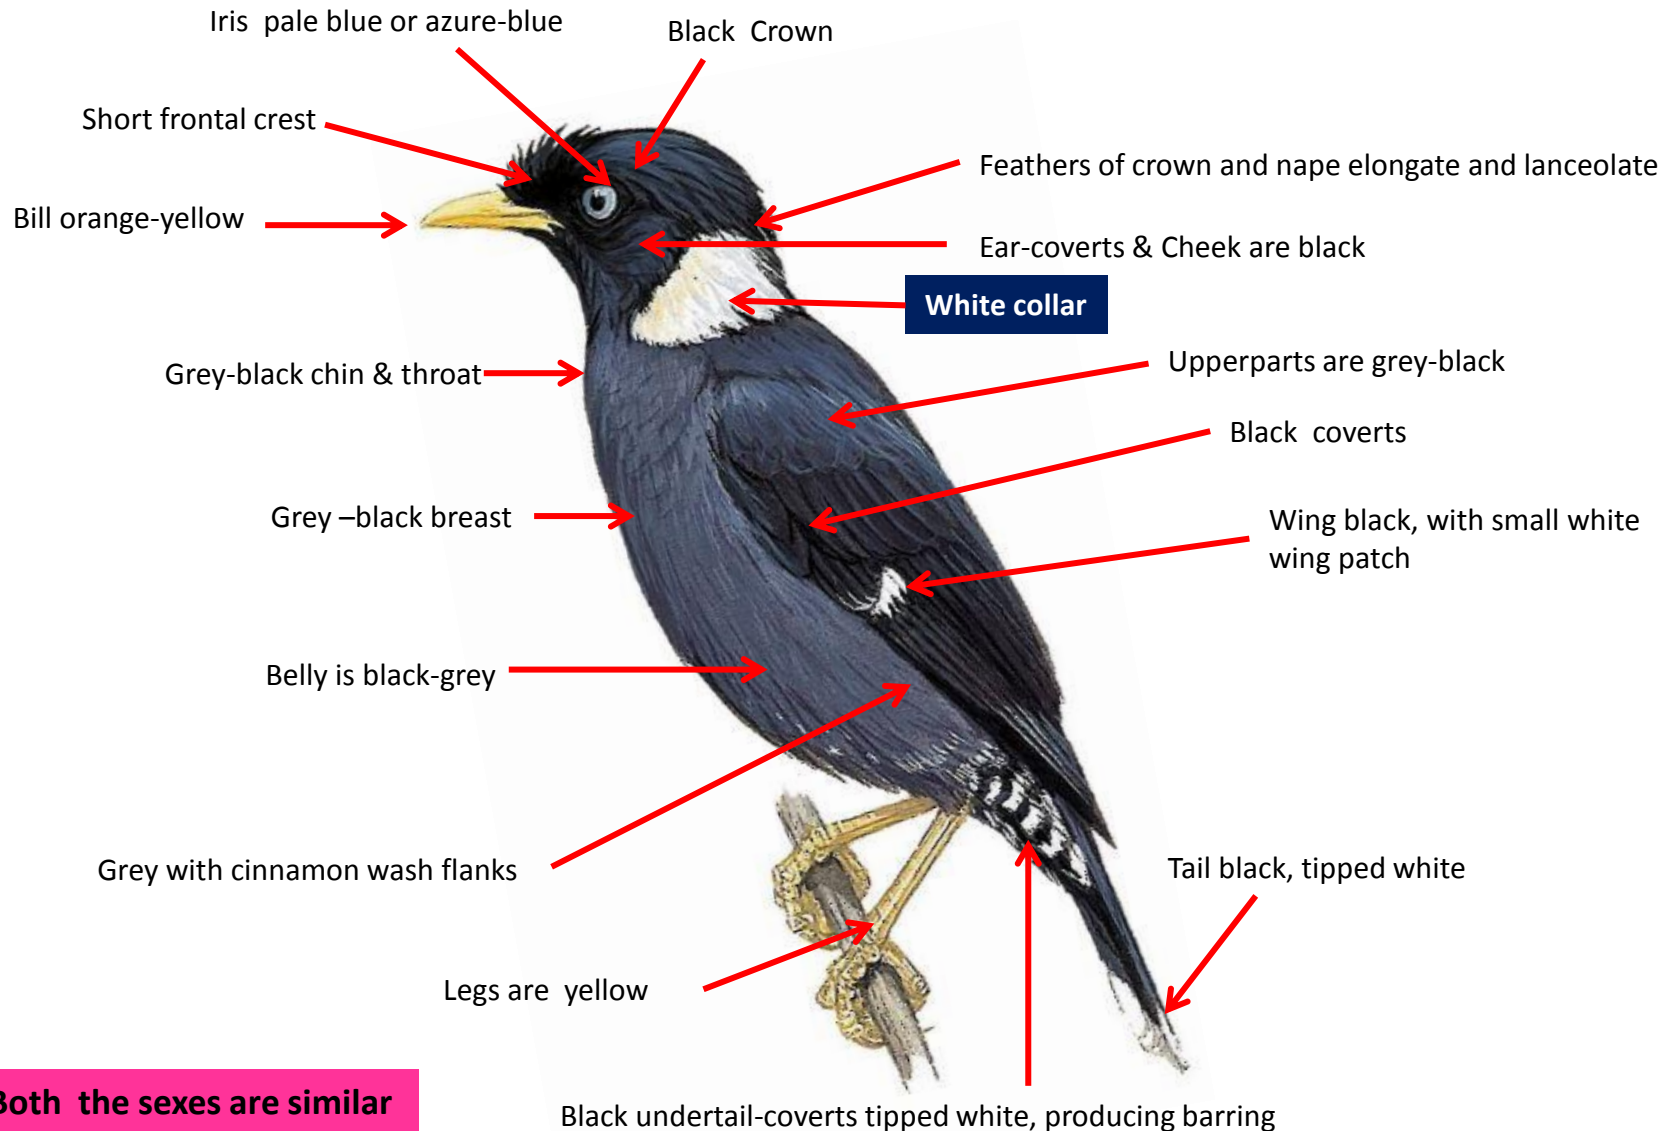 Iris  pale blue or azure-blue
Black  Crown
Short frontal crest
Feathers of crown and nape elongate and lanceolate
Bill orange-yellow
Ear-coverts & Cheek are black
White collar
Grey-black chin & throat
Upperparts are grey-black
Black  coverts
Grey –black breast
Wing black, with small white
wing patch
Belly is black-grey
Grey with cinnamon wash flanks
Tail black, tipped white
Legs are  yellow
Both  the sexes are similar
Black undertail-coverts tipped white, producing barring